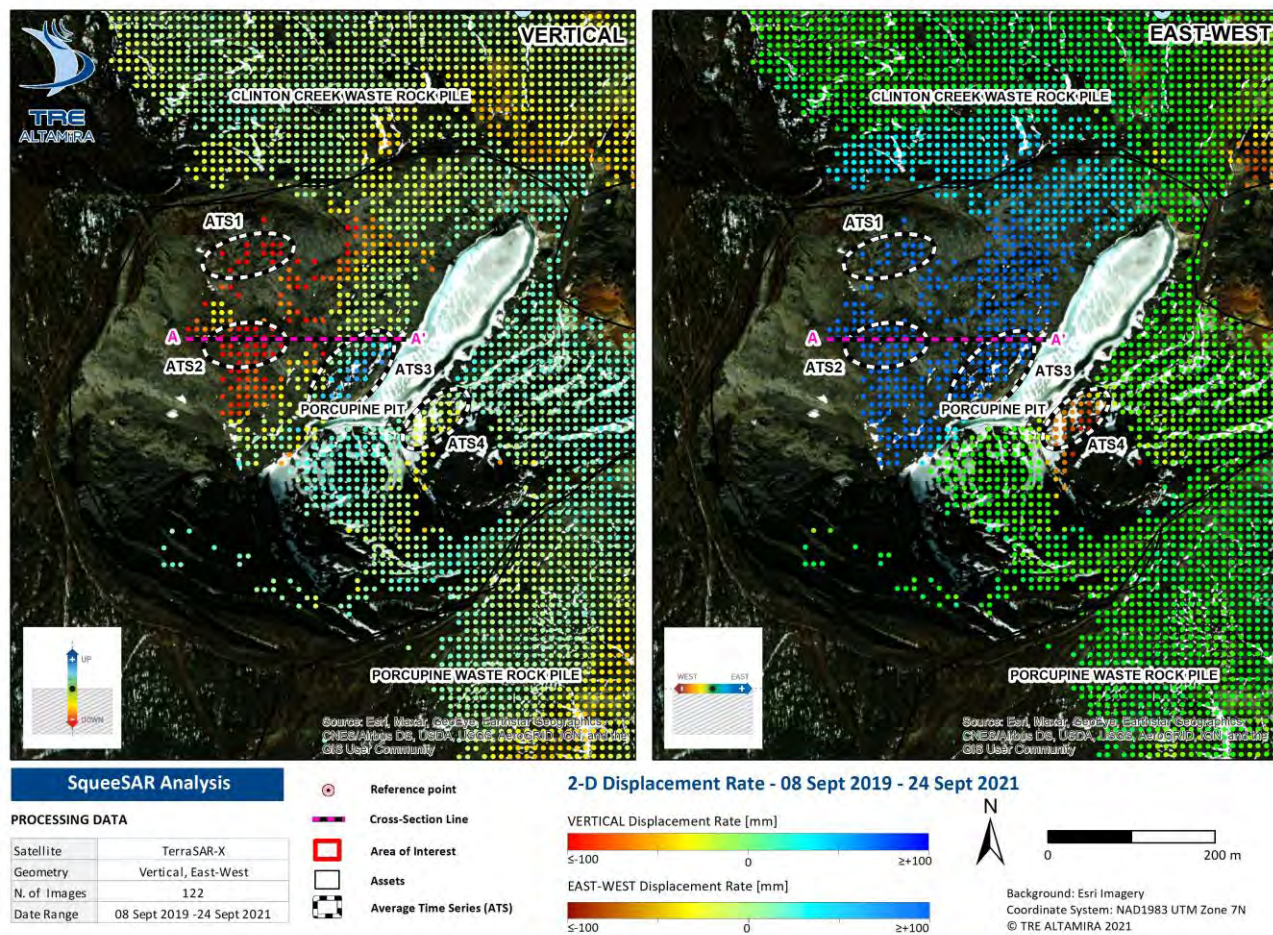 VERTICAL
CLINTON CREEK WASTE ROCK PILE
TRE
ALTAMIRA
ATS1
A
A'
ATS2
ATS3
PORCUPINE PIT
ATS4
UP
+
-
DOWN
PORCUPINE WASTE ROCK PILE
Source: Esri, Maxar, GeoEye, Earthstar Geographics,
CNES/Airbus DS, USDA, USGS, AeroGRID, IGN, and the
GIS User Community
EAST-WEST
CLINTON CREEK WASTE ROCK PILE
ATS1
A
A'
ATS2
ATS3
PORCUPINE PIT
ATS4
WEST
EAST
-
+
PORCUPINE WASTE ROCK PILE
Source: Esri, Maxar, GeoEye, Earthstar Geographics,
CNES/Airbus DS, USDA, USGS, AeroGRID, IGN, and the
GIS User Community
SqueeSAR Analysis
PROCESSING DATA
Satellite TerraSAR-X
Geometry Vertical, East-West
N. of Images 122
Date Range 08 Sept 2019 -24 Sept 2021
Reference point
Cross-Section Line
Area of Interest
Assets
Average Time Series (ATS)
2-D Displacement Rate - 08 Sept 2019 - 24 Sept 2021
VERTICAL Displacement Rate [mm]
≤-100 0 ≥+100
EAST-WEST Displacement Rate [mm]
≤-100 0 ≥+100
N
0 200 m
Background: Esri Imagery
Coordinate System: NAD1983 UTM Zone 7N
© TRE ALTAMIRA 2021